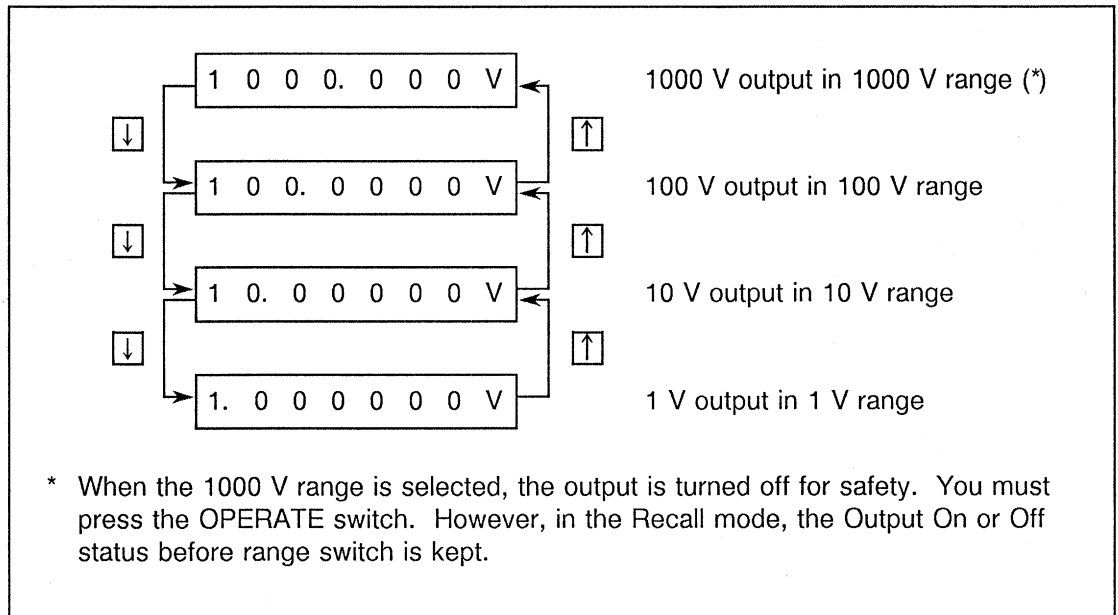 1 0 0 0. 0 0 0 V 1000 V output in 1000 V range (*)
↓ ↑
1 0 0. 0 0 0 0 V 100 V output in 100 V range
↓ ↑
1 0. 0 0 0 0 0 V 10 V output in 10 V range
↓ ↑
1. 0 0 0 0 0 0 V 1 V output in 1 V range
* When the 1000 V range is selected, the output is turned off for safety. You must
press the OPERATE switch. However, in the Recall mode, the Output On or Off
status before range switch is kept.